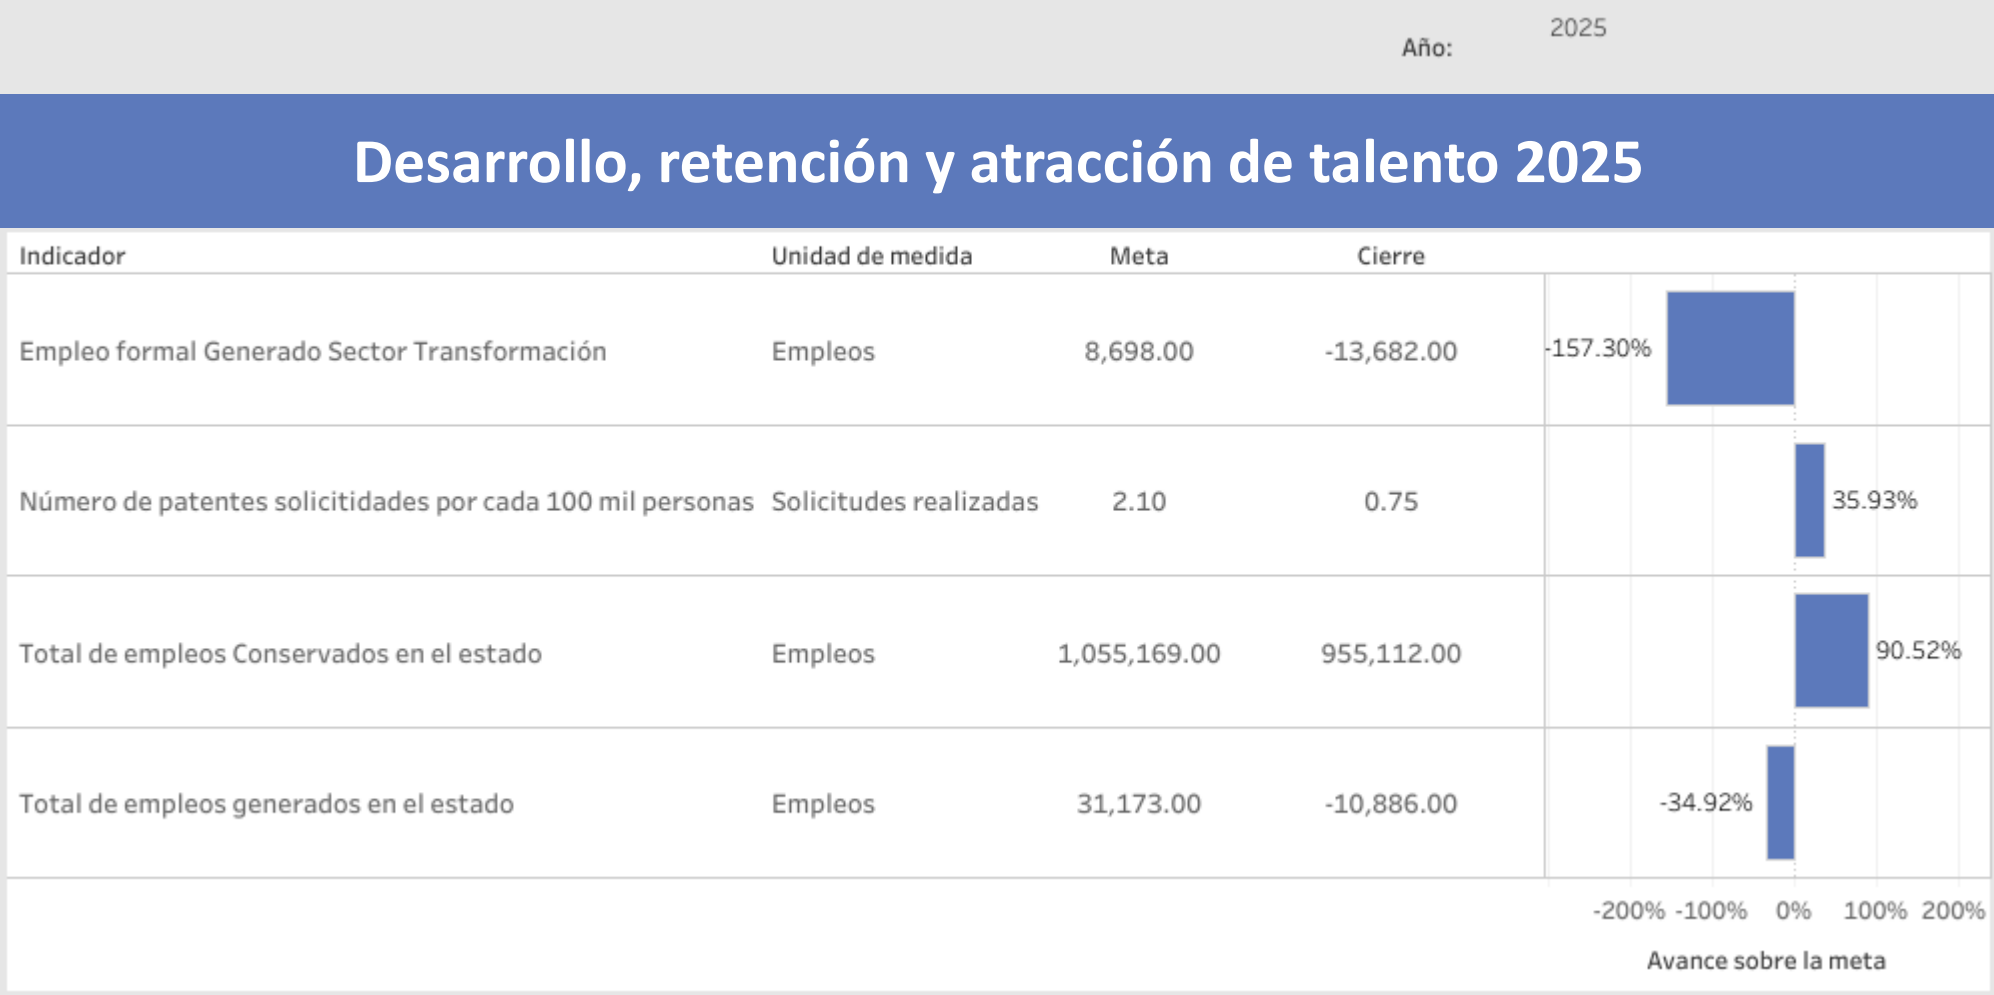 2025
Año:
Desarrollo, retención y atracción de talento 2025
Indicador Unidad de medida Meta Cierre
Empleo formal Generado Sector Transformación Empleos 8,698.00 -13,682.00 -157.30%
Número de patentes solicitidades por cada 100 mil personas Solicitudes realizadas 2.10 0.75 35.93%
Total de empleos Conservados en el estado Empleos 1,055,169.00 955,112.00 90.52%
Total de empleos generados en el estado Empleos 31,173.00 -10,886.00 -34.92%
-200% -100% 0% 100% 200%
Avance sobre la meta